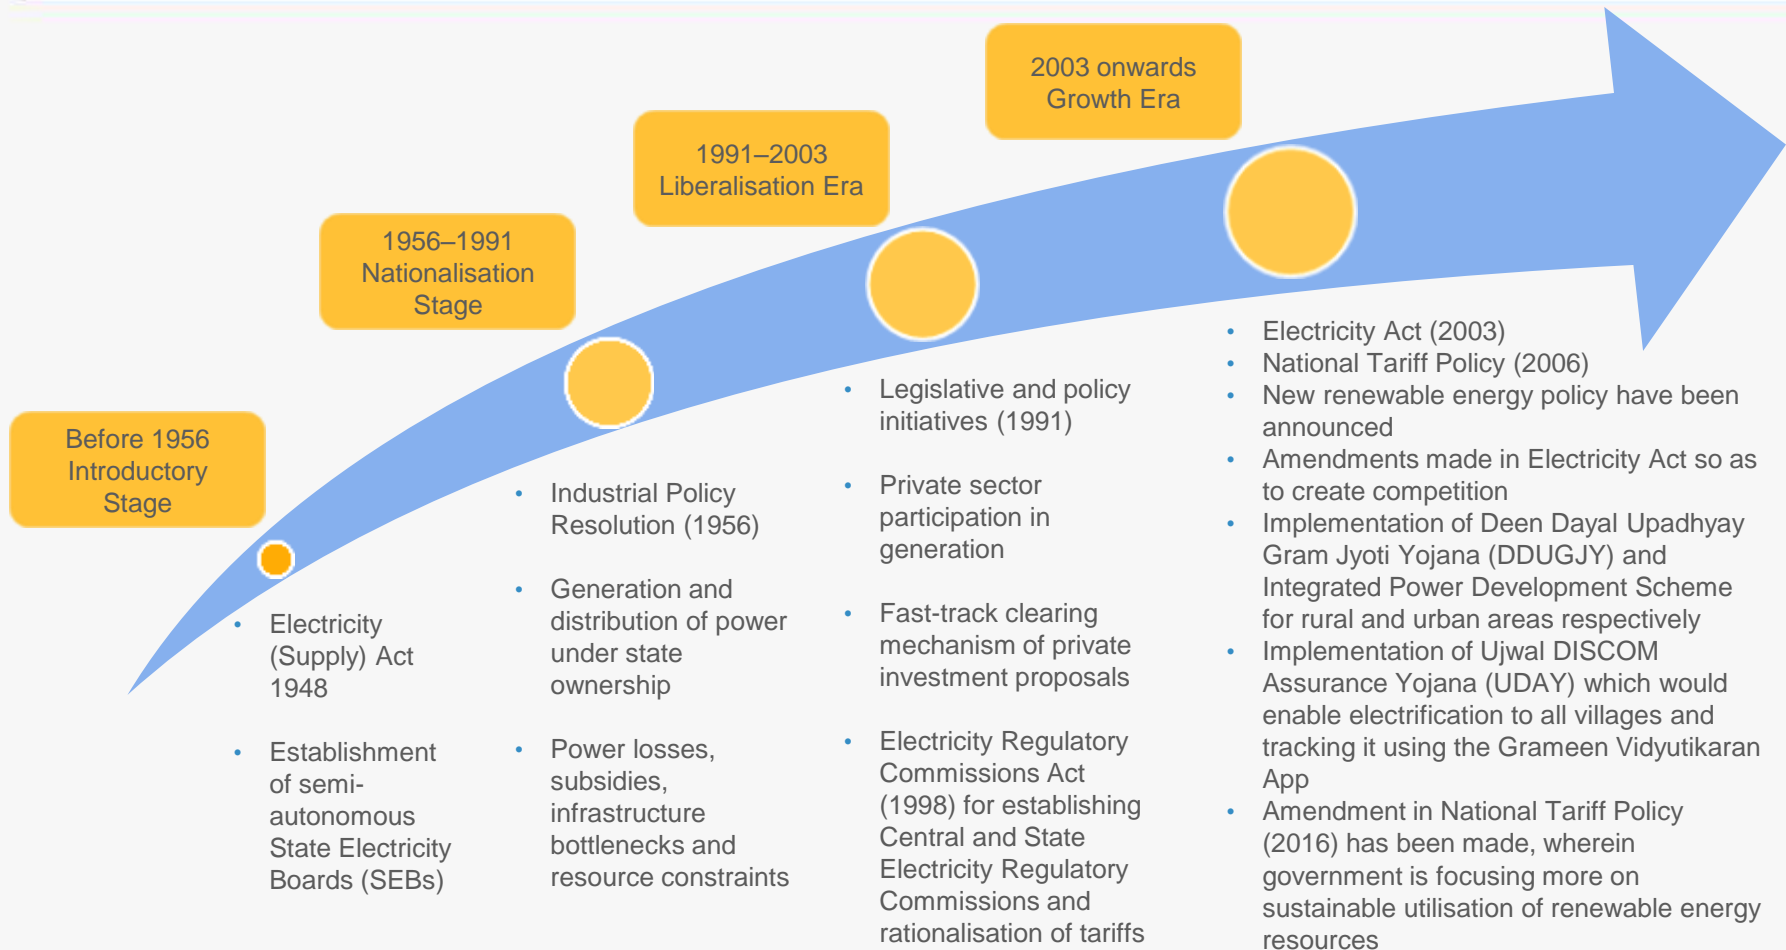 2003 onwards
Growth Era
1991–2003
Liberalisation Era
1956–1991
Nationalisation
Stage
Before 1956
Introductory
Stage
• Electricity
(Supply) Act
1948
• Establishment
of semi-
autonomous
State Electricity
Boards (SEBs)
• Industrial Policy
Resolution (1956)
• Generation and
distribution of power
under state
ownership
• Power losses,
subsidies,
infrastructure
bottlenecks and
resource constraints
• Legislative and policy
initiatives (1991)
• Private sector
participation in
generation
• Fast-track clearing
mechanism of private
investment proposals
• Electricity Regulatory
Commissions Act
(1998) for establishing
Central and State
Electricity Regulatory
Commissions and
rationalisation of tariffs
• Electricity Act (2003)
• National Tariff Policy (2006)
• New renewable energy policy have been
announced
• Amendments made in Electricity Act so as
to create competition
• Implementation of Deen Dayal Upadhyay
Gram Jyoti Yojana (DDUGJY) and
Integrated Power Development Scheme
for rural and urban areas respectively
• Implementation of Ujwal DISCOM
Assurance Yojana (UDAY) which would
enable electrification to all villages and
tracking it using the Grameen Vidyutikaran
App
• Amendment in National Tariff Policy
(2016) has been made, wherein
government is focusing more on
sustainable utilisation of renewable energy
resources